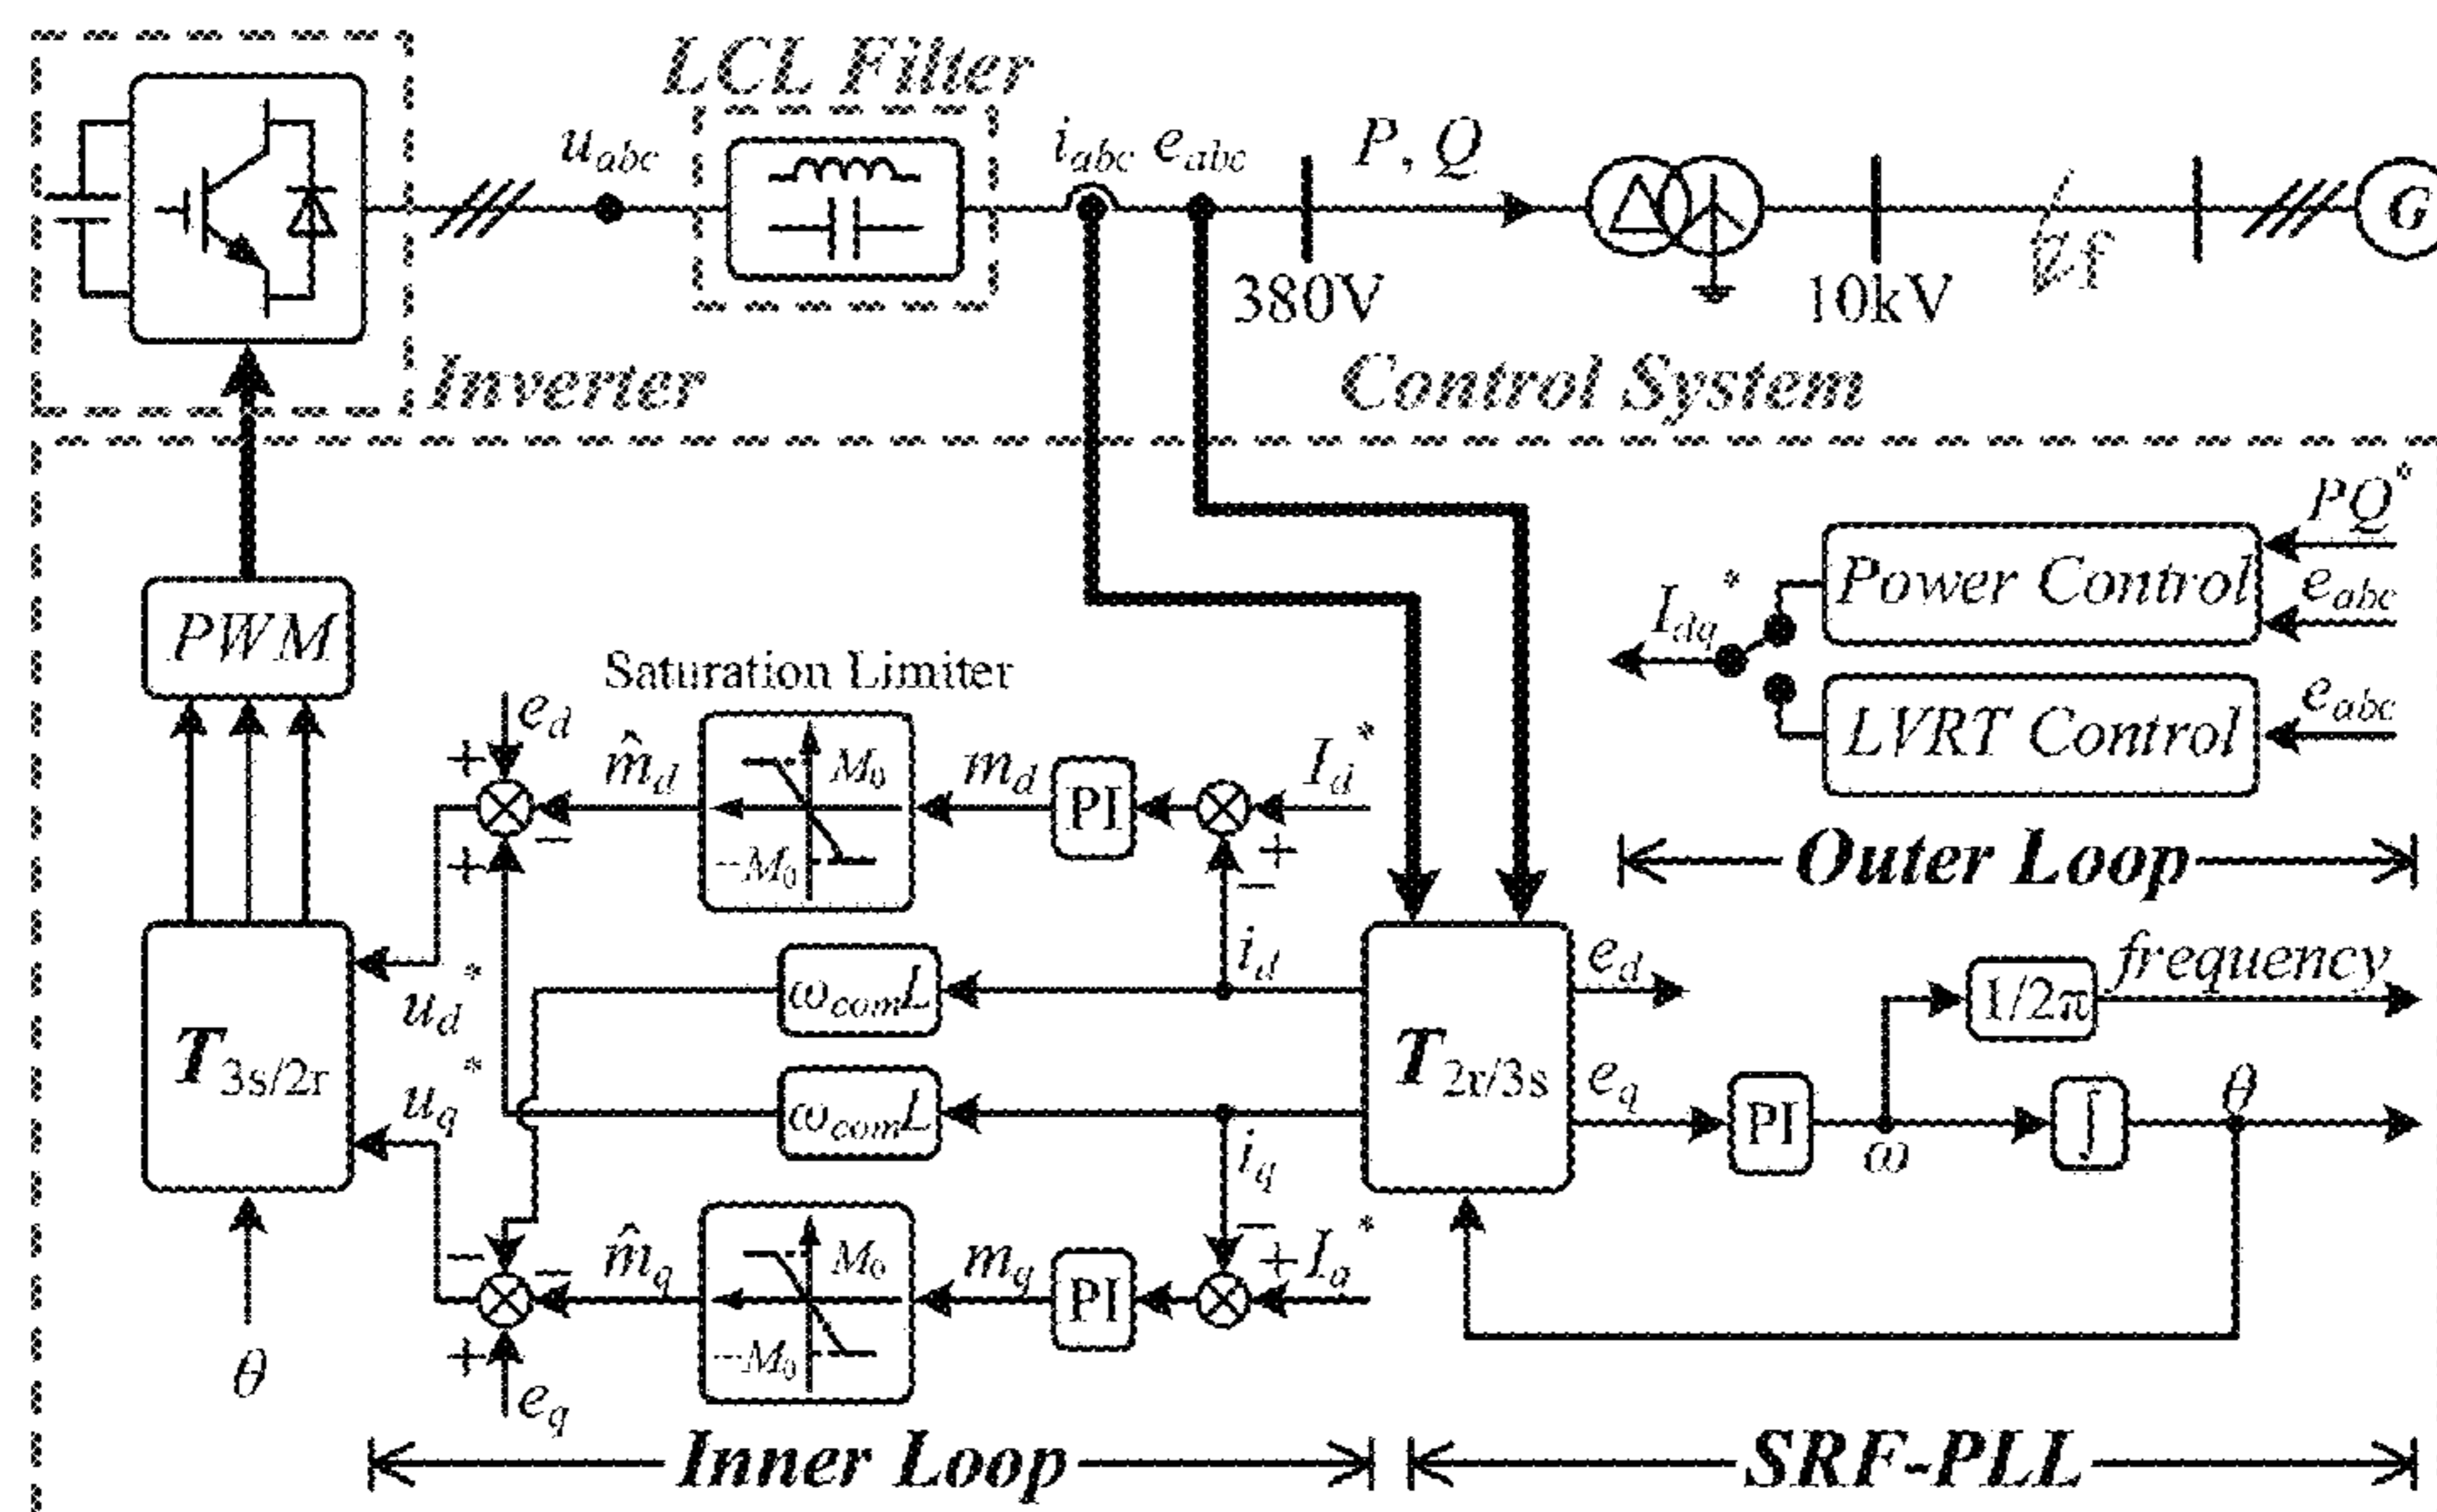 LCL Filter
u_abc
i_abc e_abc
P, Q
G
f
380V
10kV
Inverter
Control System
PQ*
Power Control
e_abc
I_dq*
PWM
Saturation Limiter
LVRT Control
e_abc
e_d
+
m̂_d
M₀
m_d
PI
I_d*
+
−
−M₀
+
−
Outer Loop
i_d
e_d
frequency
ω_com L
1/2π
u_d*
T 3s/2r
T 2r/3s
u_q*
ω_com L
e_q
PI
ω
∫
θ
i_q
−
−
−
m̂_q
M₀
m_q
PI
+ I_q*
−M₀
+
θ
e_q
Inner Loop
SRF-PLL